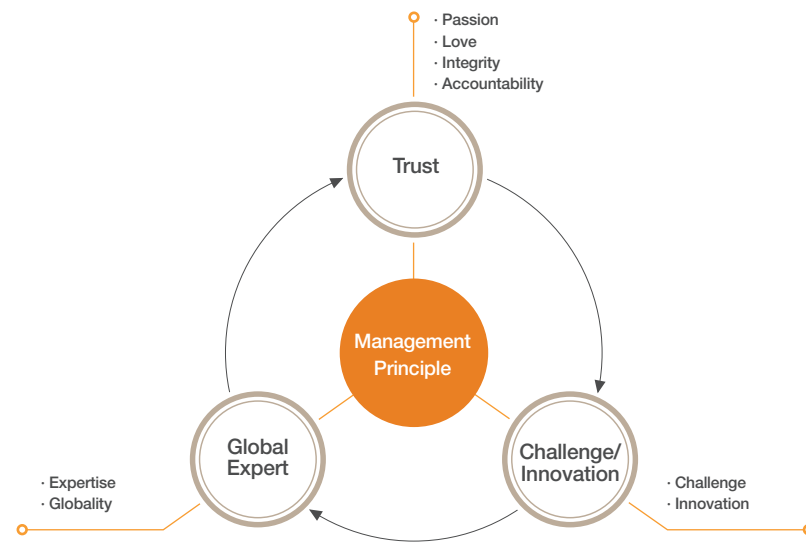 · Passion
· Love
· Integrity
· Accountability
Trust
Management
Principle
Global
Expert
Challenge/
Innovation
· Expertise
· Globality
· Challenge
· Innovation